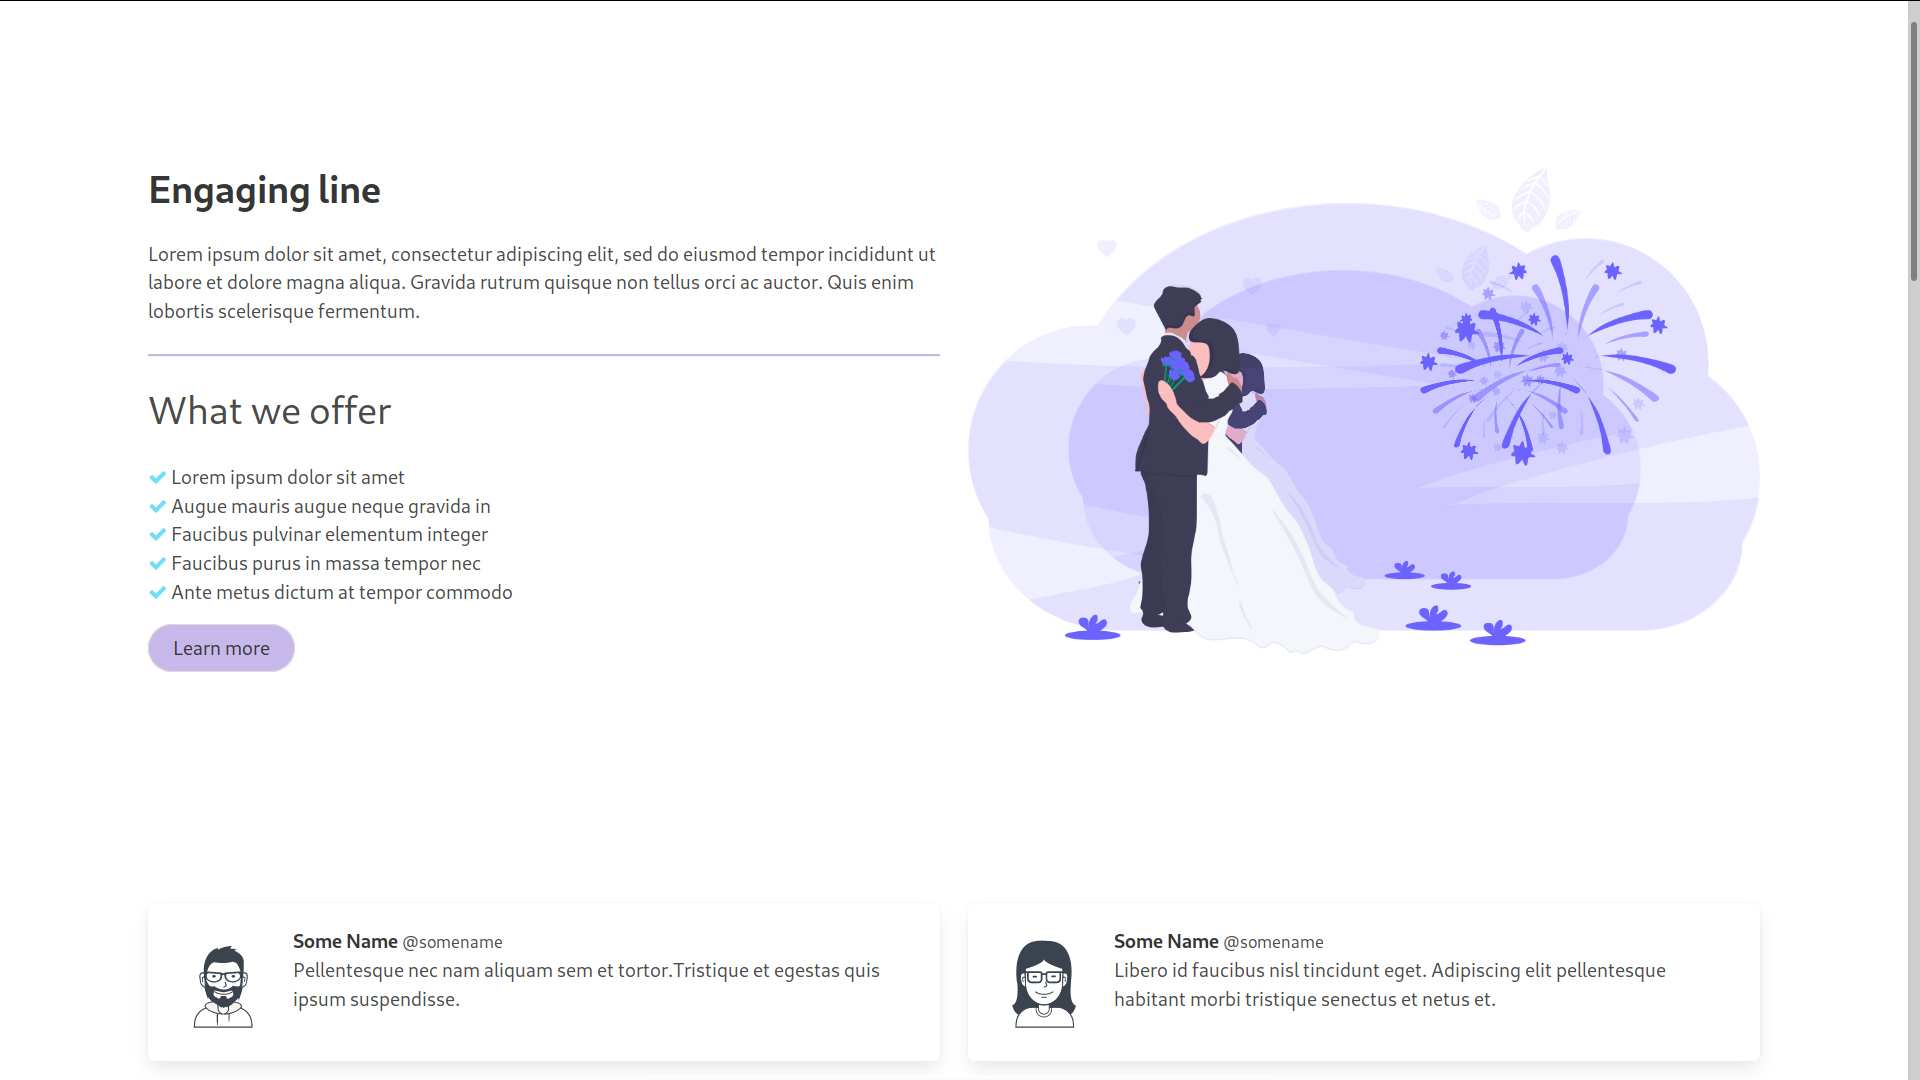 Engaging line
Lorem ipsum dolor sit amet, consectetur adipiscing elit, sed do eiusmod tempor incididunt ut
labore et dolore magna aliqua. Gravida rutrum quisque non tellus orci ac auctor. Quis enim
lobortis scelerisque fermentum.
What we offer
Lorem ipsum dolor sit amet
Augue mauris augue neque gravida in
Faucibus pulvinar elementum integer
Faucibus purus in massa tempor nec
Ante metus dictum at tempor commodo
Learn more
Some Name @somename
Pellentesque nec nam aliquam sem et tortor.Tristique et egestas quis
ipsum suspendisse.
Some Name @somename
Libero id faucibus nisl tincidunt eget. Adipiscing elit pellentesque
habitant morbi tristique senectus et netus et.